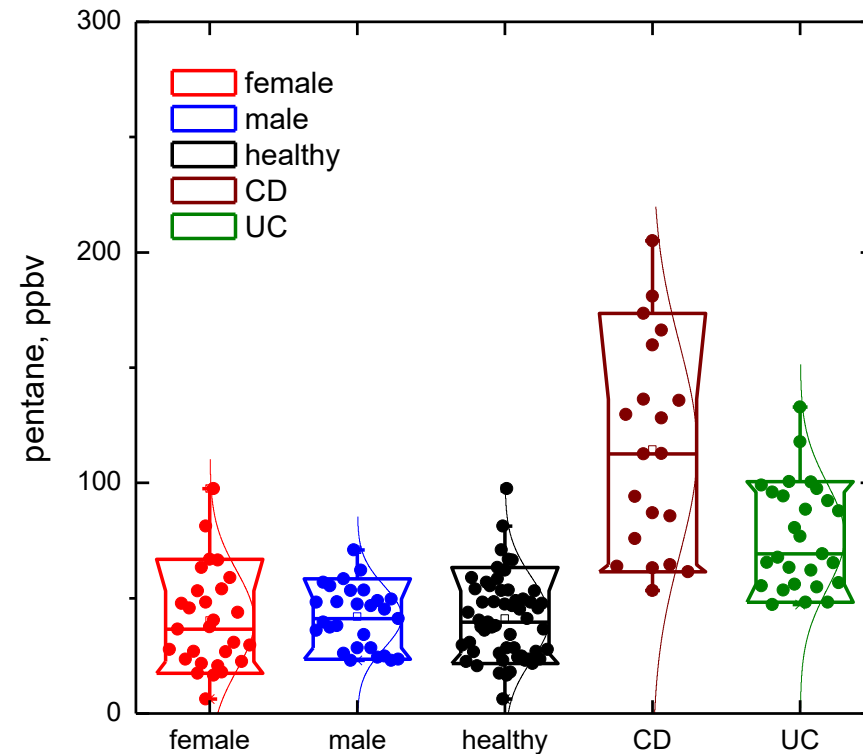 300
female
male
healthy
CD
UC
200
pentane, ppbv
100
0
female male healthy CD UC